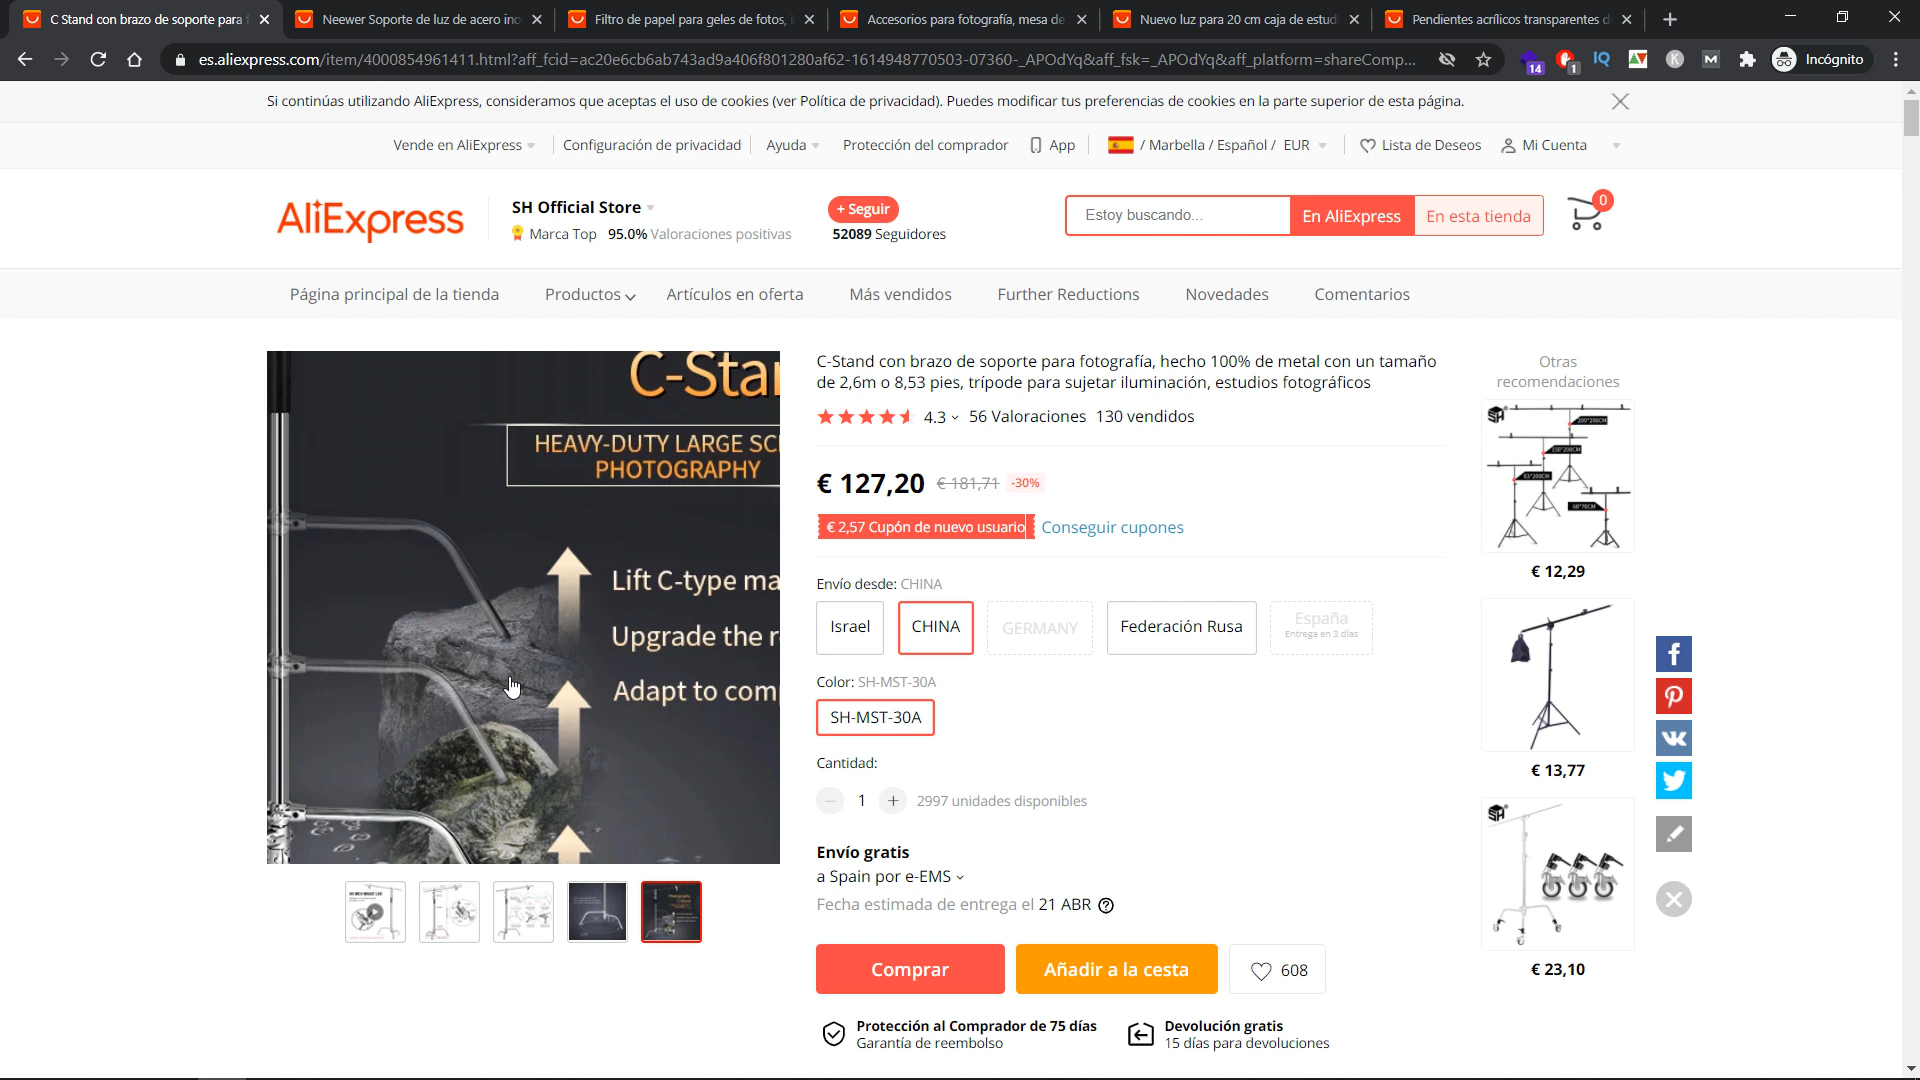 C Stand con brazo de soporte para f
Neewer Soporte de luz de acero ino
Filtro de papel para geles de fotos, i
Accesorios para fotografía, mesa de
Nuevo luz para 20 cm caja de estudi
Pendientes acrílicos transparentes d
es.aliexpress.com/item/4000854961411.html?aff_fcid=ac20e6cb6ab743ad9a406f801280af62-1614948770503-07360-_APOdYq&aff_fsk=_APOdYq&aff_platform=shareComp...
14
1
IQ
K
M
Incógnito
Si continúas utilizando AliExpress, consideramos que aceptas el uso de cookies (ver Política de privacidad). Puedes modificar tus preferencias de cookies en la parte superior de esta página.
Vende en AliExpress
Configuración de privacidad
Ayuda
Protección del comprador
App
/ Marbella / Español / EUR
Lista de Deseos
Mi Cuenta
AliExpress
SH Official Store
Marca Top 95.0% Valoraciones positivas
+ Seguir
52089 Seguidores
Estoy buscando...
En AliExpress
En esta tienda
0
Página principal de la tienda
Productos
Artículos en oferta
Más vendidos
Further Reductions
Novedades
Comentarios
C-Sta
HEAVY-DUTY LARGE SC
PHOTOGRAPHY
Lift C-type ma
Upgrade the r
Adapt to com
C-Stand con brazo de soporte para fotografía, hecho 100% de metal con un tamaño
de 2,6m o 8,53 pies, trípode para sujetar iluminación, estudios fotográficos
4.3 56 Valoraciones 130 vendidos
€ 127,20 € 181,71 -30%
€ 2,57 Cupón de nuevo usuario Conseguir cupones
Envío desde: CHINA
Israel
CHINA
GERMANY
Federación Rusa
España
Entrega en 3 días
Color: SH-MST-30A
SH-MST-30A
Cantidad:
1 + 2997 unidades disponibles
Envío gratis
a Spain por e-EMS
Fecha estimada de entrega el 21 ABR
Comprar
Añadir a la cesta
608
Protección al Comprador de 75 días
Garantía de reembolso
Devolución gratis
15 días para devoluciones
Otras
recomendaciones
SH
€ 12,29
€ 13,77
SH
€ 23,10